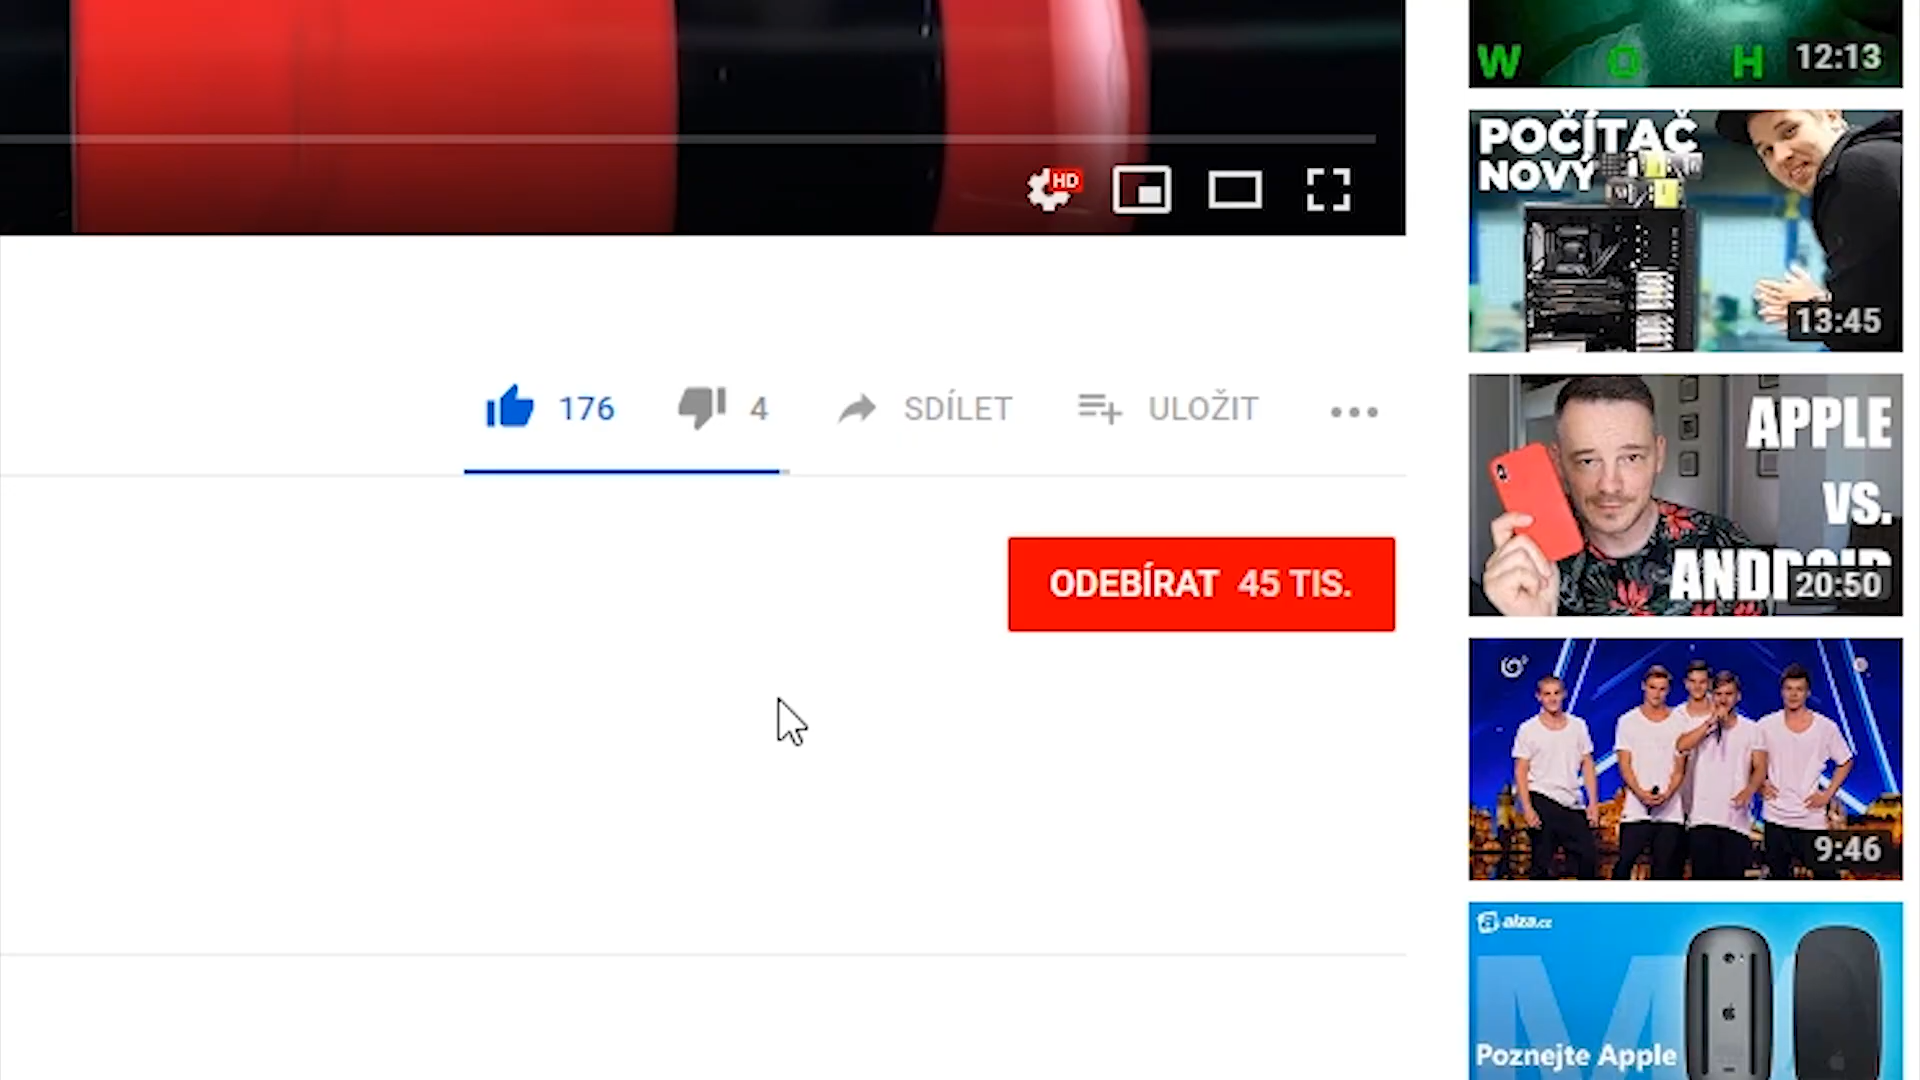 HD
176
4
SDÍLET
ULOŽIT
ODEBÍRAT 45 TIS.
W O H
12:13
POČÍTAČ
NOVÝ
13:45
APPLE
VS.
ANDROID
20:50
9:46
alza.cz
Poznejte Apple